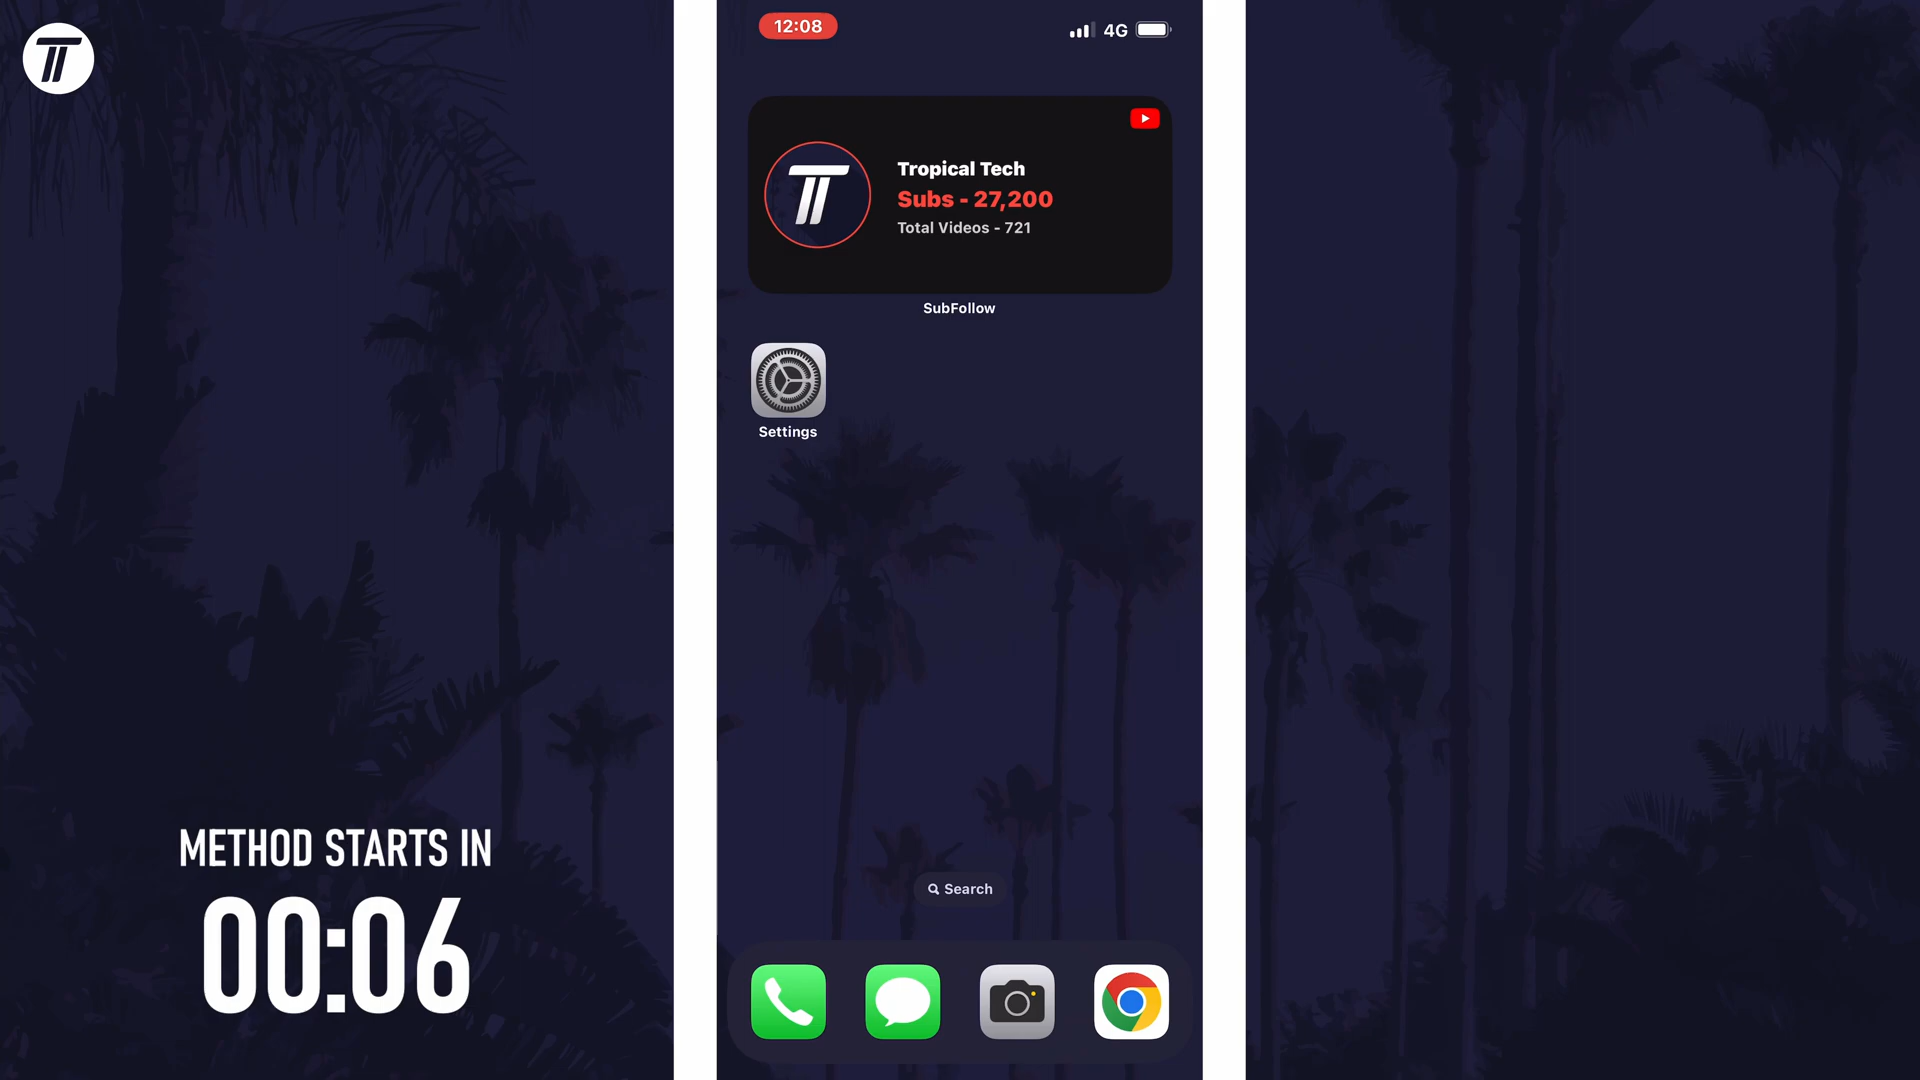 12:08
4G
Tropical Tech
Subs - 27,200
Total Videos - 721
SubFollow
Settings
METHOD STARTS IN
00:06
Search